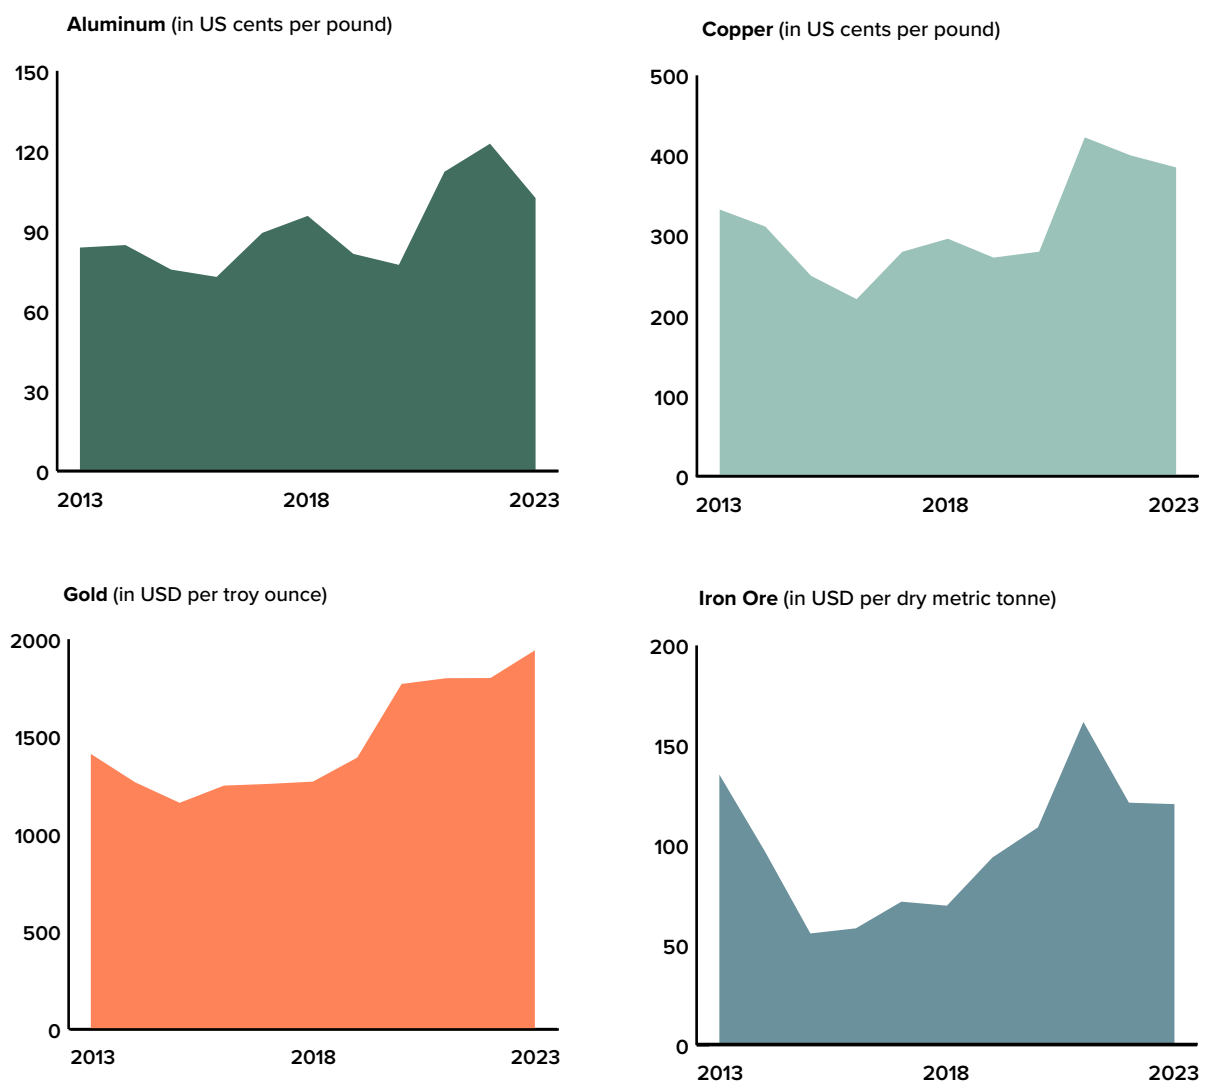 Aluminum (in US cents per pound)
150
120
90
60
30
0
2013 2018 2023
Copper (in US cents per pound)
500
400
300
200
100
0
2013 2018 2023
Gold (in USD per troy ounce)
2000
1500
1000
500
0
2013 2018 2023
Iron Ore (in USD per dry metric tonne)
200
150
100
50
0
2013 2018 2023